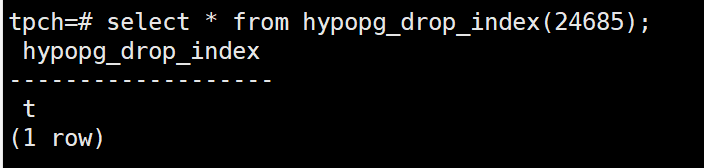 tpch=# select * from hypopg_drop_index(24685);
 hypopg_drop_index
-------------------
 t
(1 row)